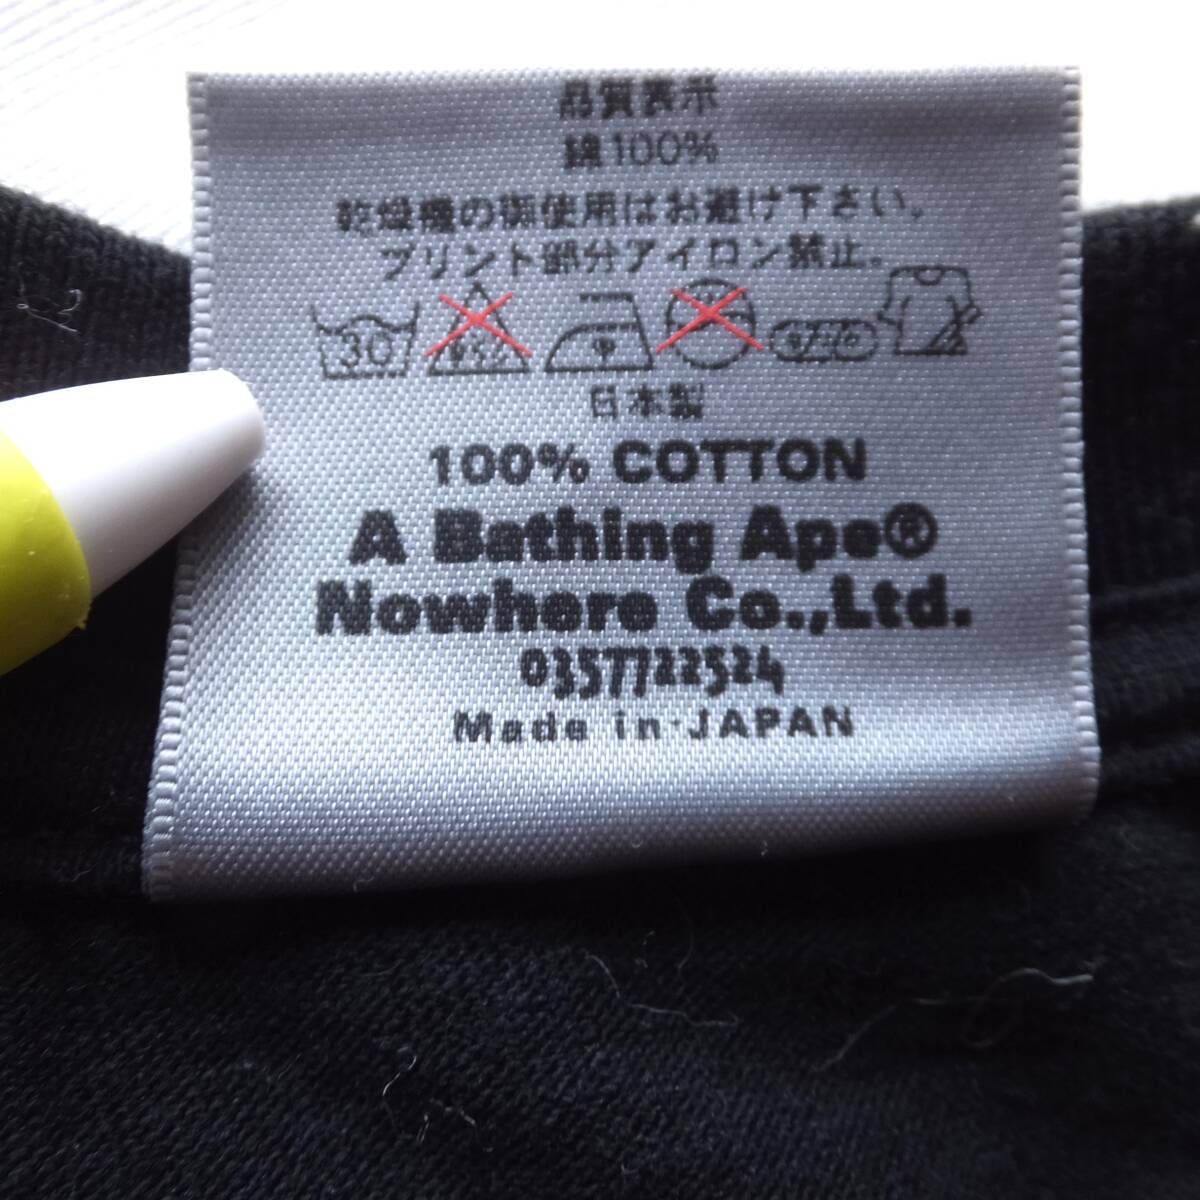 品質表示
綿100%
乾燥機の御使用はお避け下さい。
プリント部分アイロン禁止。
30
日本製
100% COTTON
A Bathing Ape®
Nowhere Co.,Ltd.
0357722524
Made in·JAPAN